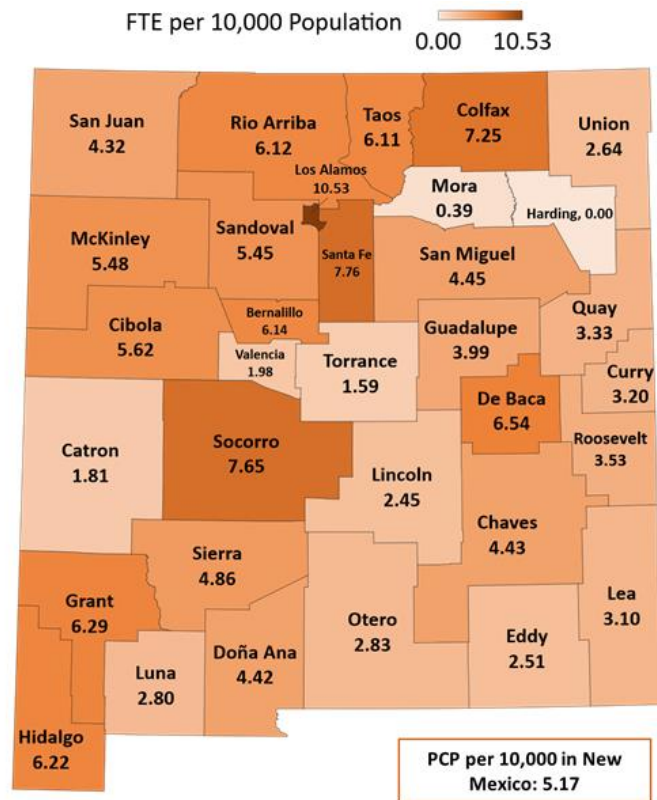 FTE per 10,000 Population
0.00 10.53
San Juan
4.32
Rio Arriba
6.12
Taos
6.11
Colfax
7.25
Union
2.64
Los Alamos
10.53
Mora
0.39
Harding, 0.00
McKinley
5.48
Sandoval
5.45
Santa Fe
7.76
San Miguel
4.45
Cibola
5.62
Bernalillo
6.14
Valencia
1.98
Torrance
1.59
Guadalupe
3.99
Quay
3.33
Curry
3.20
De Baca
6.54
Roosevelt
3.53
Catron
1.81
Socorro
7.65
Lincoln
2.45
Chaves
4.43
Sierra
4.86
Grant
6.29
Luna
2.80
Doña Ana
4.42
Otero
2.83
Eddy
2.51
Lea
3.10
Hidalgo
6.22
PCP per 10,000 in New
Mexico: 5.17